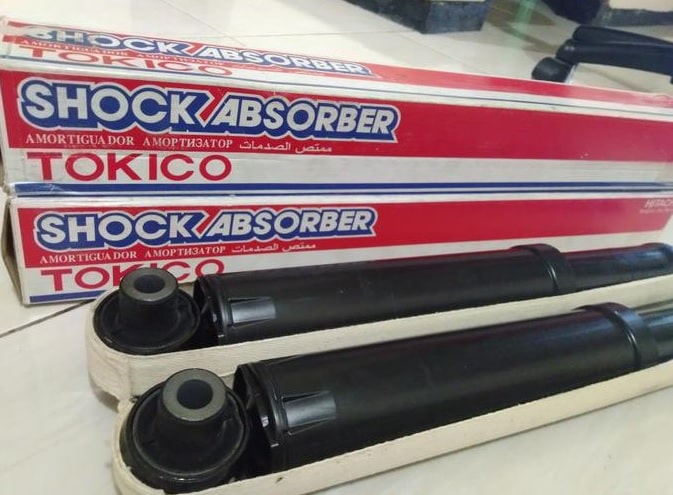 SHOCK ABSORBER
TOKICO
SHOCK ABSORBER
AMORTIGUADOR АМОРТИЗАТОР ممتص الصدمات
TOKICO
SHOCK ABSORBER
HITACHI
AMORTIGUADOR АМОРТИЗАТОР ممتص الصدمات
TOKICO